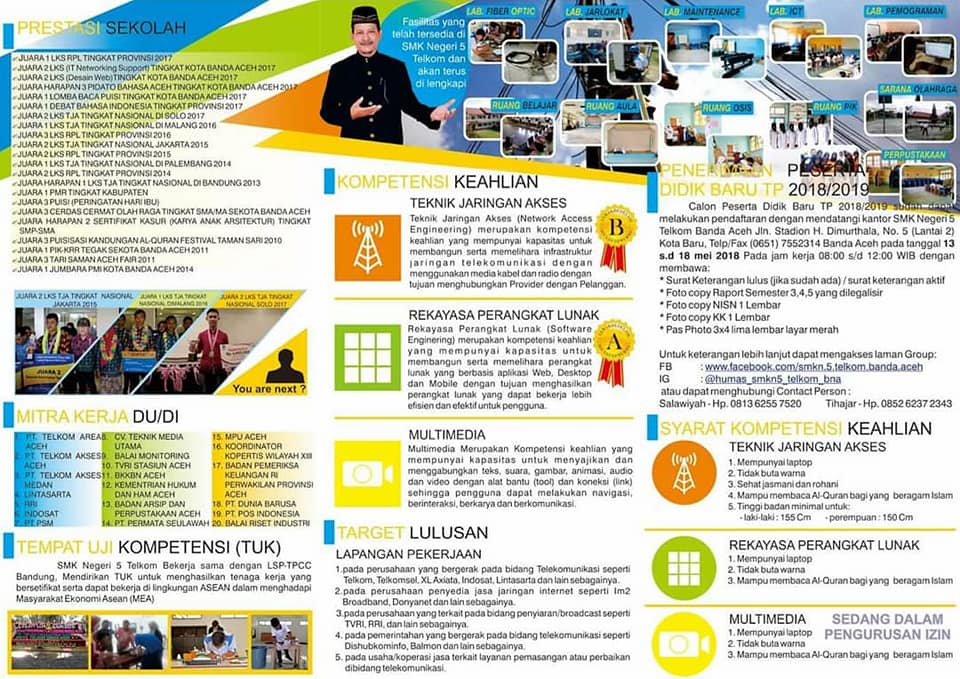 PRESTASI SEKOLAH
JUARA 1 LKS RPL TINGKAT PROVINSI 2017
JUARA 2 LKS (IT Networking Support) TINGKAT KOTA BANDA ACEH 2017
JUARA 2 LKS (Desain Web) TINGKAT KOTA BANDA ACEH 2017
JUARA HARAPAN 3 PIDATO BAHASA ACEH TINGKAT KOTA BANDA ACEH 2017
JUARA 1 LOMBA BACA PUISI TINGKAT KOTA BANDA ACEH 2017
JUARA 1 DEBAT BAHASA INDONESIA TINGKAT PROVINSI 2017
JUARA 2 LKS TJA TINGKAT NASIONAL DI SOLO 2017
JUARA 1 LKS TJA TINGKAT NASIONAL DI MALANG 2016
JUARA 3 LKS RPL TINGKAT PROVINSI 2016
JUARA 2 LKS TJA TINGKAT NASIONAL JAKARTA 2015
JUARA 2 LKS RPL TINGKAT PROVINSI 2015
JUARA 1 LKS TJA TINGKAT NASIONAL DI PALEMBANG 2014
JUARA 2 LKS RPL TINGKAT PROVINSI 2014
JUARA HARAPAN 1 LKS TJA TINGKAT NASIONAL DI BANDUNG 2013
JUARA 1 PMR TINGKAT KABUPATEN
JUARA 3 PUISI (PERINGATAN HARI IBU)
JUARA 3 CERDAS CERMAT OLAH RAGA TINGKAT SMA/MA SEKOTA BANDA ACEH
JUARA HARAPAN 2 SERTIFIKAT KASUR (KARYA ANAK ARSITEKTUR) TINGKAT
SMP-SMA
JUARA 3 PUISISASI KANDUNGAN AL-QURAN FESTIVAL TAMAN SARI 2010
JUARA 1 PIK-KRR TEGAK SEKOTA BANDA ACEH 2011
JUARA 3 TARI SAMAN ACEH FAIR 2011
JUARA 1 JUMBARA PMI KOTA BANDA ACEH 2014
JUARA 2 LKS TJA TINGKAT NASIONAL
JAKARTA 2015
JUARA 1 LKS TJA TINGKAT
NASIONAL DIMALANG 2016
JUARA 2 LKS TJA TINGKAT
NASIONAL SOLO 2017
JUARA 2
You are next ?
MITRA KERJA DU/DI
1. PT. TELKOM AREA
ACEH
2. PT. TELKOM AKSES
ACEH
3. PT. TELKOM AKSES
MEDAN
4. LINTASARTA
5. RRI
6. INDOSAT
7. PT PSM
8. CV. TEKNIK MEDIA
UTAMA
9. BALAI MONITORING
10. TVRI STASIUN ACEH
11. BKKBN ACEH
12. KEMENTERIAN HUKUM
DAN HAM ACEH
13. BADAN ARSIP DAN
PERPUSTAKAAN ACEH
14. PT. PERMATA SEULAWAH
15. MPU ACEH
16. KOORDINATOR
KOPERTIS WILAYAH XIII
17. BADAN PEMERIKSA
KEUANGAN RI
PERWAKILAN PROVINSI
ACEH
18. PT. DUNIA BARUSA
19. PT. POS INDONESIA
20. BALAI RISET INDUSTRI
TEMPAT UJI KOMPETENSI (TUK)
SMK Negeri 5 Telkom Bekerja sama dengan LSP-TPCC
Bandung, Mendirikan TUK untuk menghasilkan tenaga kerja yang
bersetifikat serta dapat bekerja di lingkungan ASEAN dalam menghadapi
Masyarakat Ekonomi Asean (MEA)
Fasilitas yang
telah tersedia di
SMK Negeri 5
Telkom dan
akan terus
di lengkapi
LAB. FIBER OPTIC
LAB. JARLOKAT
LAB. MAINTENANCE
LAB. ICT
LAB. PEMOGRAMAN
RUANG BELAJAR
RUANG AULA
RUANG OSIS
RUANG PIK
SARANA OLAHRAGA
PERPUSTAKAAN
KOMPETENSI KEAHLIAN
TEKNIK JARINGAN AKSES
Teknik Jaringan Akses (Network Access
Engineering) merupakan kompetensi
keahlian yang mempunyai kapasitas untuk
membangun serta memelihara infrastruktur
jaringan telekomunikasi dengan
menggunakan media kabel dan radio dengan
tujuan menghubungkan Provider dengan Pelanggan.
B
REKAYASA PERANGKAT LUNAK
Rekayasa Perangkat Lunak (Software
Enginering) merupakan kompetensi keahlian
yang mempunyai kapasitas untuk
membangun serta memelihara perangkat
lunak yang berbasis aplikasi Web, Desktop
dan Mobile dengan tujuan menghasilkan
perangkat lunak yang dapat bekerja lebih
efisien dan efektif untuk pengguna.
A
MULTIMEDIA
Multimedia Merupakan Kompetensi keahlian yang
mempunyai kapasitas untuk menyajikan dan
menggabungkan teks, suara, gambar, animasi, audio
dan video dengan alat bantu (tool) dan koneksi (link)
sehingga pengguna dapat melakukan navigasi,
berinteraksi, berkarya dan berkomunikasi.
TARGET LULUSAN
LAPANGAN PEKERJAAN
1. pada perusahaan yang bergerak pada bidang Telekomunikasi seperti
Telkom, Telkomsel, XL Axiata, Indosat, Lintasarta dan lain sebagainya.
2. pada perusahaan penyedia jasa jaringan internet seperti Im2
Broadband, Donyanet dan lain sebagainya.
3. pada perusahaan yang terkait pada bidang penyiaran/broadcast seperti
TVRI, RRI, dan lain sebagainya.
4. pada pemerintahan yang bergerak pada bidang telekomunikasi seperti
Dishubkominfo, Balmon dan lain sebagainya.
5. pada usaha/koperasi jasa terkait layanan pemasangan atau perbaikan
dibidang telekomunikasi.
PENERIMAAN PESERTA
DIDIK BARU TP 2018/2019
Calon Peserta Didik Baru TP 2018/2019 sudah dapat
melakukan pendaftaran dengan mendatangi kantor SMK Negeri 5
Telkom Banda Aceh Jln. Stadion H. Dimurthala, No. 5 (Lantai 2)
Kota Baru, Telp/Fax (0651) 7552314 Banda Aceh pada tanggal 13
s.d 18 mei 2018 Pada jam kerja 08:00 s/d 12:00 WIB dengan
membawa:
* Surat Keterangan lulus (jika sudah ada) / surat keterangan aktif
* Foto copy Raport Semester 3,4,5 yang dilegalisir
* Foto copy NISN 1 Lembar
* Foto copy KK 1 Lembar
* Pas Photo 3x4 lima lembar layar merah
Untuk keterangan lebih lanjut dapat mengakses laman Group:
FB : www.facebook.com/smkn.5.telkom.banda.aceh
IG : @humas_smkn5_telkom_bna
atau dapat menghubungi Contact Person :
Salawiyah - Hp. 0813 6255 7520 Tihajar - Hp. 0852 6237 2343
SYARAT KOMPETENSI KEAHLIAN
TEKNIK JARINGAN AKSES
1. Mempunyai laptop
2. Tidak buta warna
3. Sehat jasmani dan rohani
4. Mampu membaca Al-Quran bagi yang beragam Islam
5. Tinggi badan minimal untuk:
- laki-laki : 155 Cm - perempuan : 150 Cm
REKAYASA PERANGKAT LUNAK
1. Mempunyai laptop
2. Tidak buta warna
3. Mampu membaca Al-Quran bagi yang beragam Islam
MULTIMEDIA
SEDANG DALAM
PENGURUSAN IZIN
1. Mempunyai laptop
2. Tidak buta warna
3. Mampu membaca Al-Quran bagi yang beragam Islam